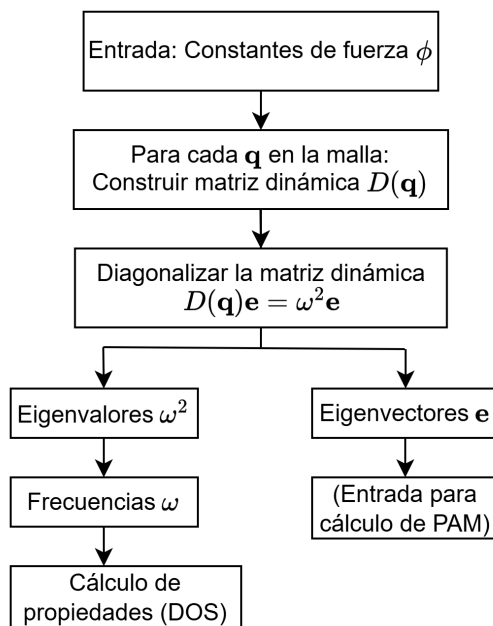 Entrada: Constantes de fuerza ϕ
Para cada q en la malla:
Construir matriz dinámica D(q)
Diagonalizar la matriz dinámica
D(q)e = ω²e
Eigenvalores ω²
Eigenvectores e
Frecuencias ω
(Entrada para
cálculo de PAM)
Cálculo de
propiedades (DOS)